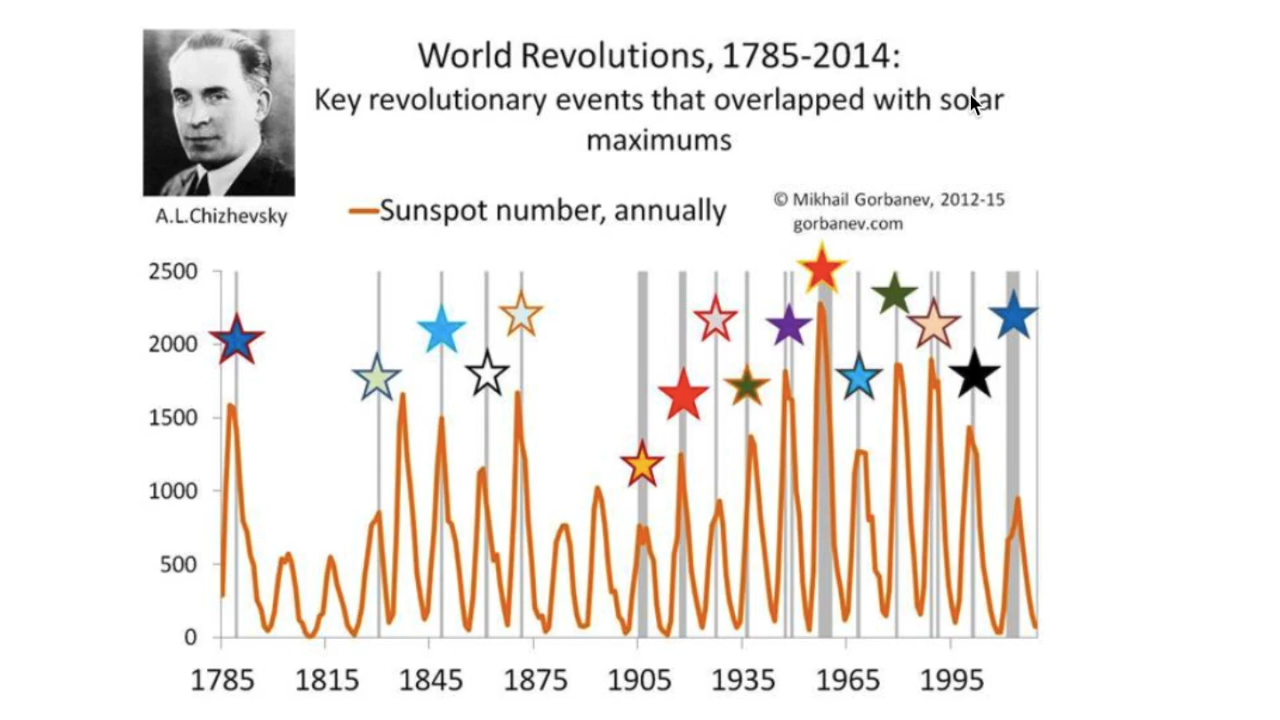 World Revolutions, 1785-2014:
Key revolutionary events that overlapped with solar
maximums
A.L.Chizhevsky
Sunspot number, annually
© Mikhail Gorbanev, 2012-15
gorbanev.com
2500
2000
1500
1000
500
0
1785 1815 1845 1875 1905 1935 1965 1995